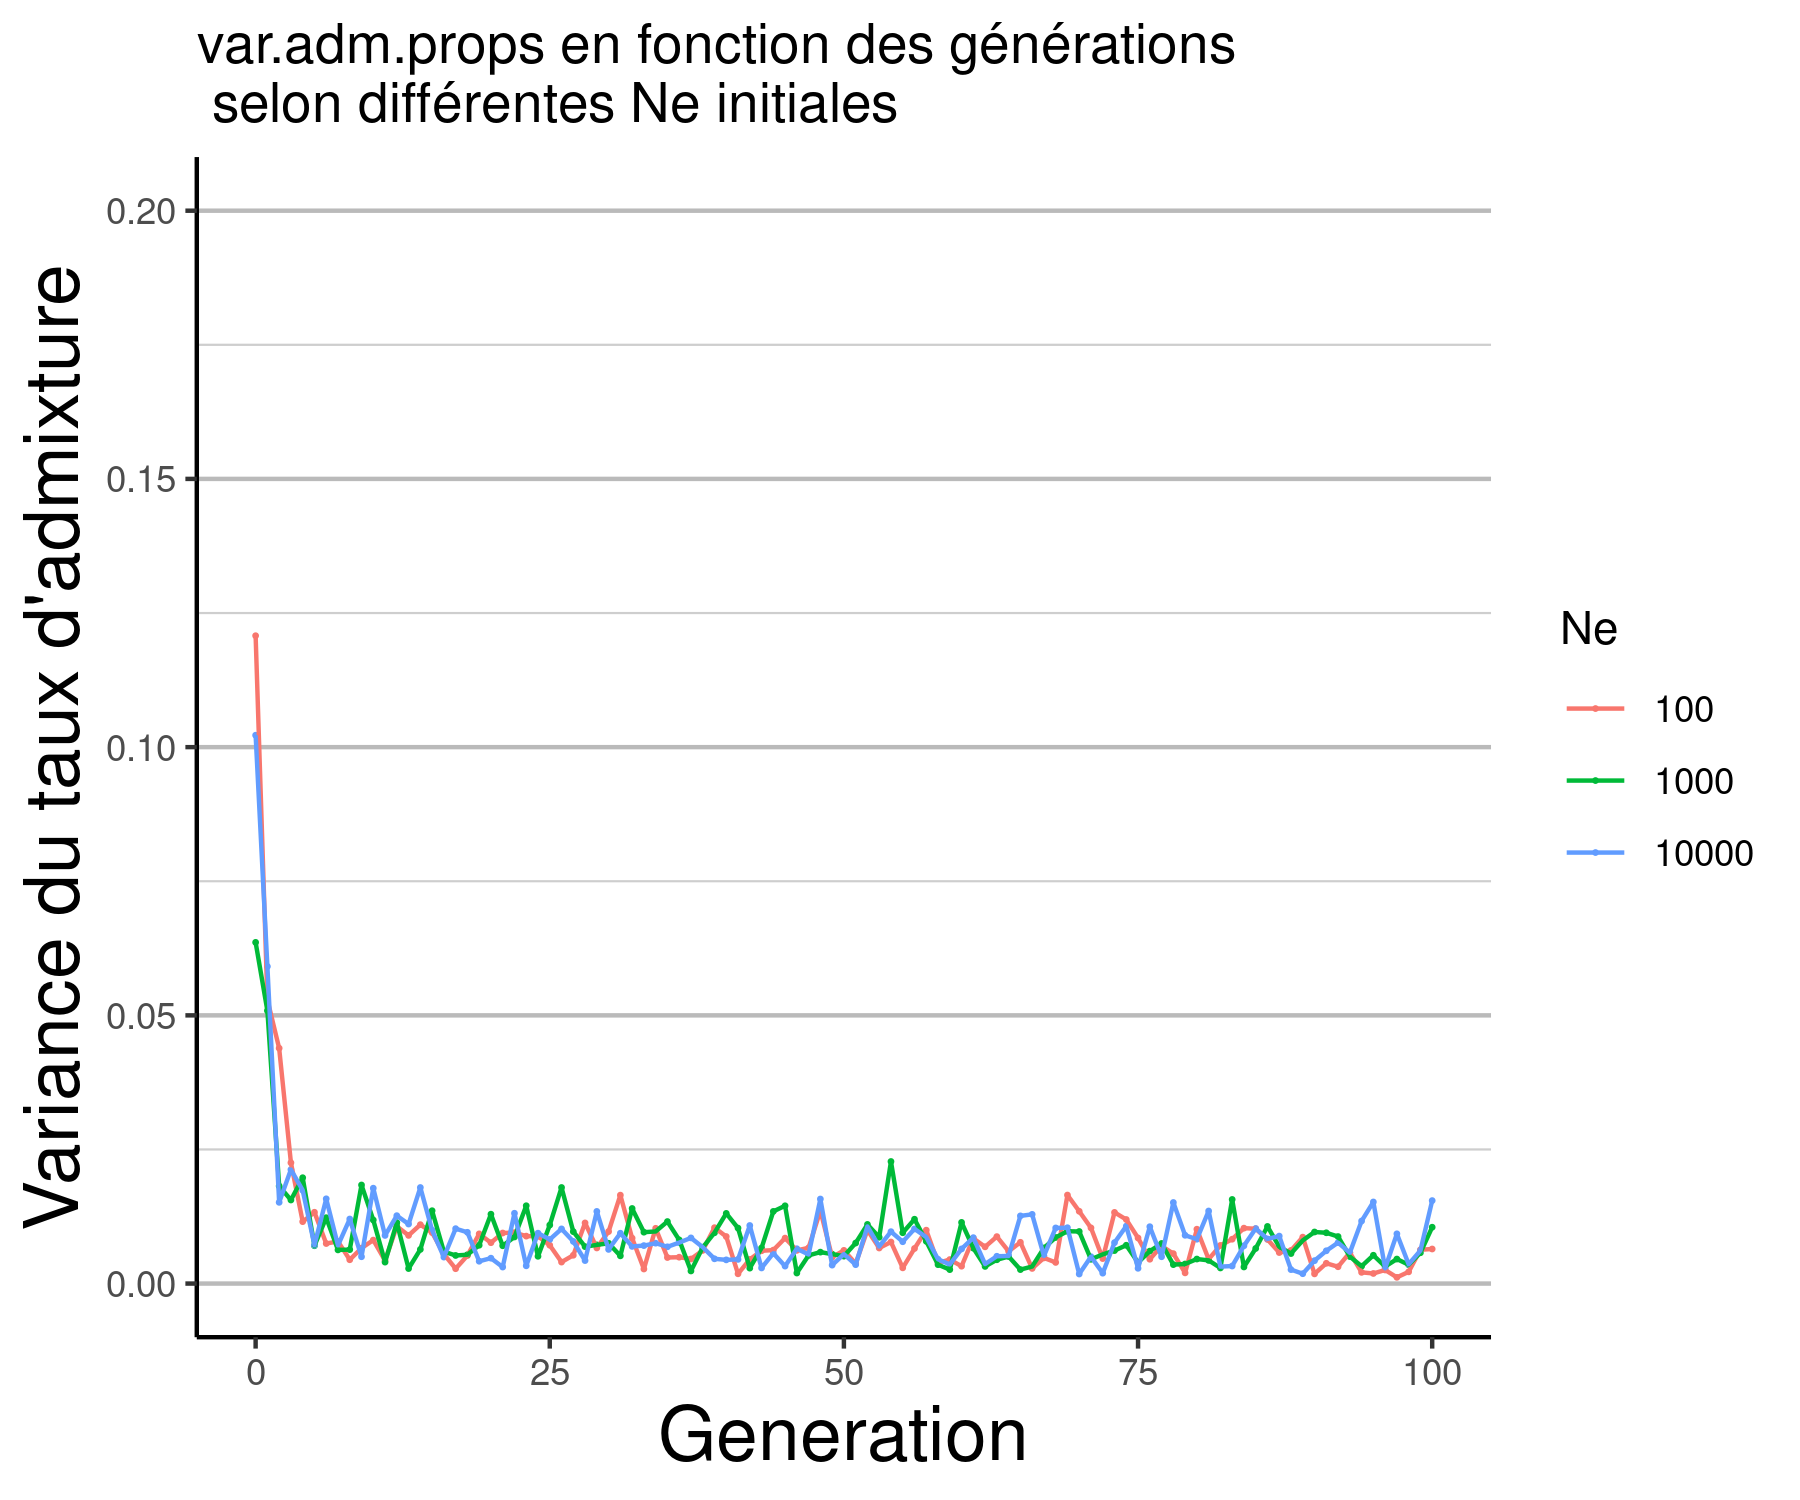 var.adm.props en fonction des générations
selon différentes Ne initiales
Variance du taux d'admixture
0.20
0.15
0.10
0.05
0.00
0
25
50
75
100
Generation
Ne
100
1000
10000